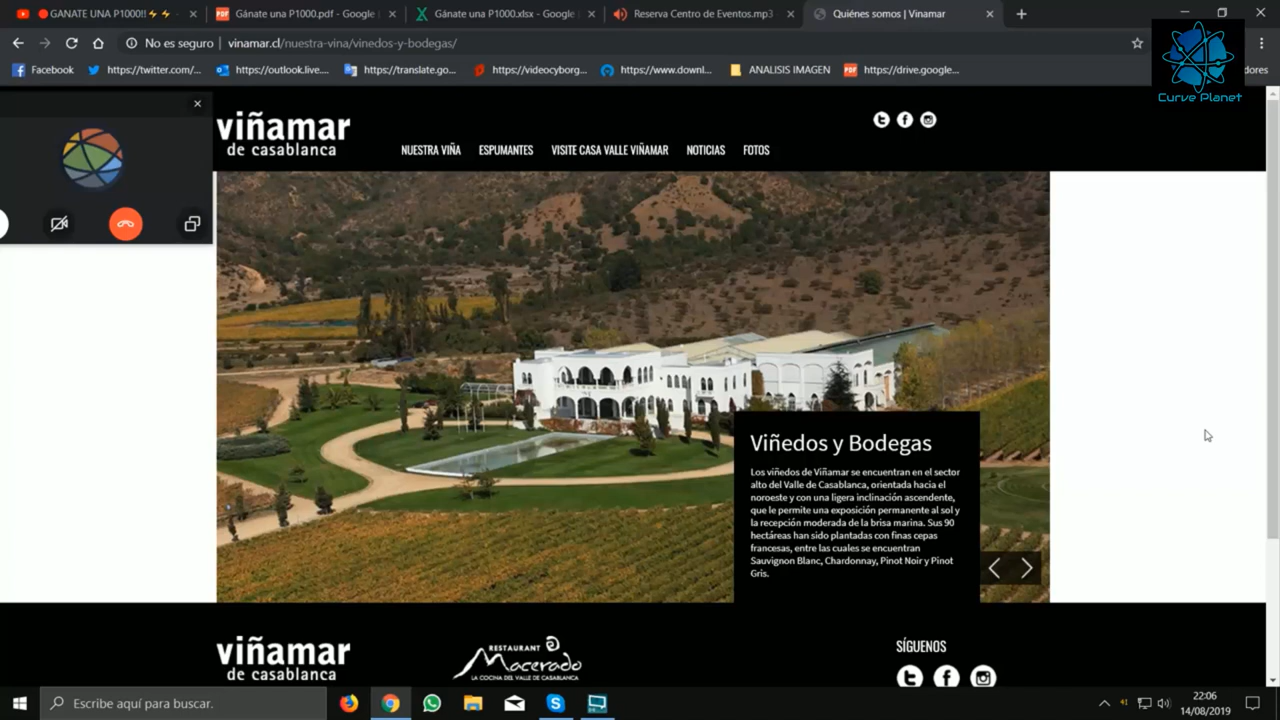 GANATE UNA P1000!!
Gánate una P1000.pdf - Google
Gánate una P1000.xlsx - Google
Reserva Centro de Eventos.mp3
Quiénes somos | Vinamar
No es seguro
vinamar.cl/nuestra-vina/vinedos-y-bodegas/
Facebook
https://twitter.com/...
https://outlook.live....
https://translate.go...
https://videocyborg...
https://www.downl...
ANALISIS IMAGEN
https://drive.google...
dores
Curve Planet
viñamar
de casablanca
NUESTRA VIÑA
ESPUMANTES
VISITE CASA VALLE VIÑAMAR
NOTICIAS
FOTOS
Viñedos y Bodegas
Los viñedos de Viñamar se encuentran en el sector
alto del Valle de Casablanca, orientada hacia el
noroeste y con una ligera inclinación ascendente,
que le permite una exposición permanente al sol y
la recepción moderada de la brisa marina. Sus 90
hectáreas han sido plantadas con finas cepas
francesas, entre las cuales se encuentran
Sauvignon Blanc, Chardonnay, Pinot Noir y Pinot
Gris.
viñamar
de casablanca
RESTAURANT
Macerado
LA COCINA DEL VALLE DE CASABLANCA
SÍGUENOS
Escribe aquí para buscar.
22:06
14/08/2019